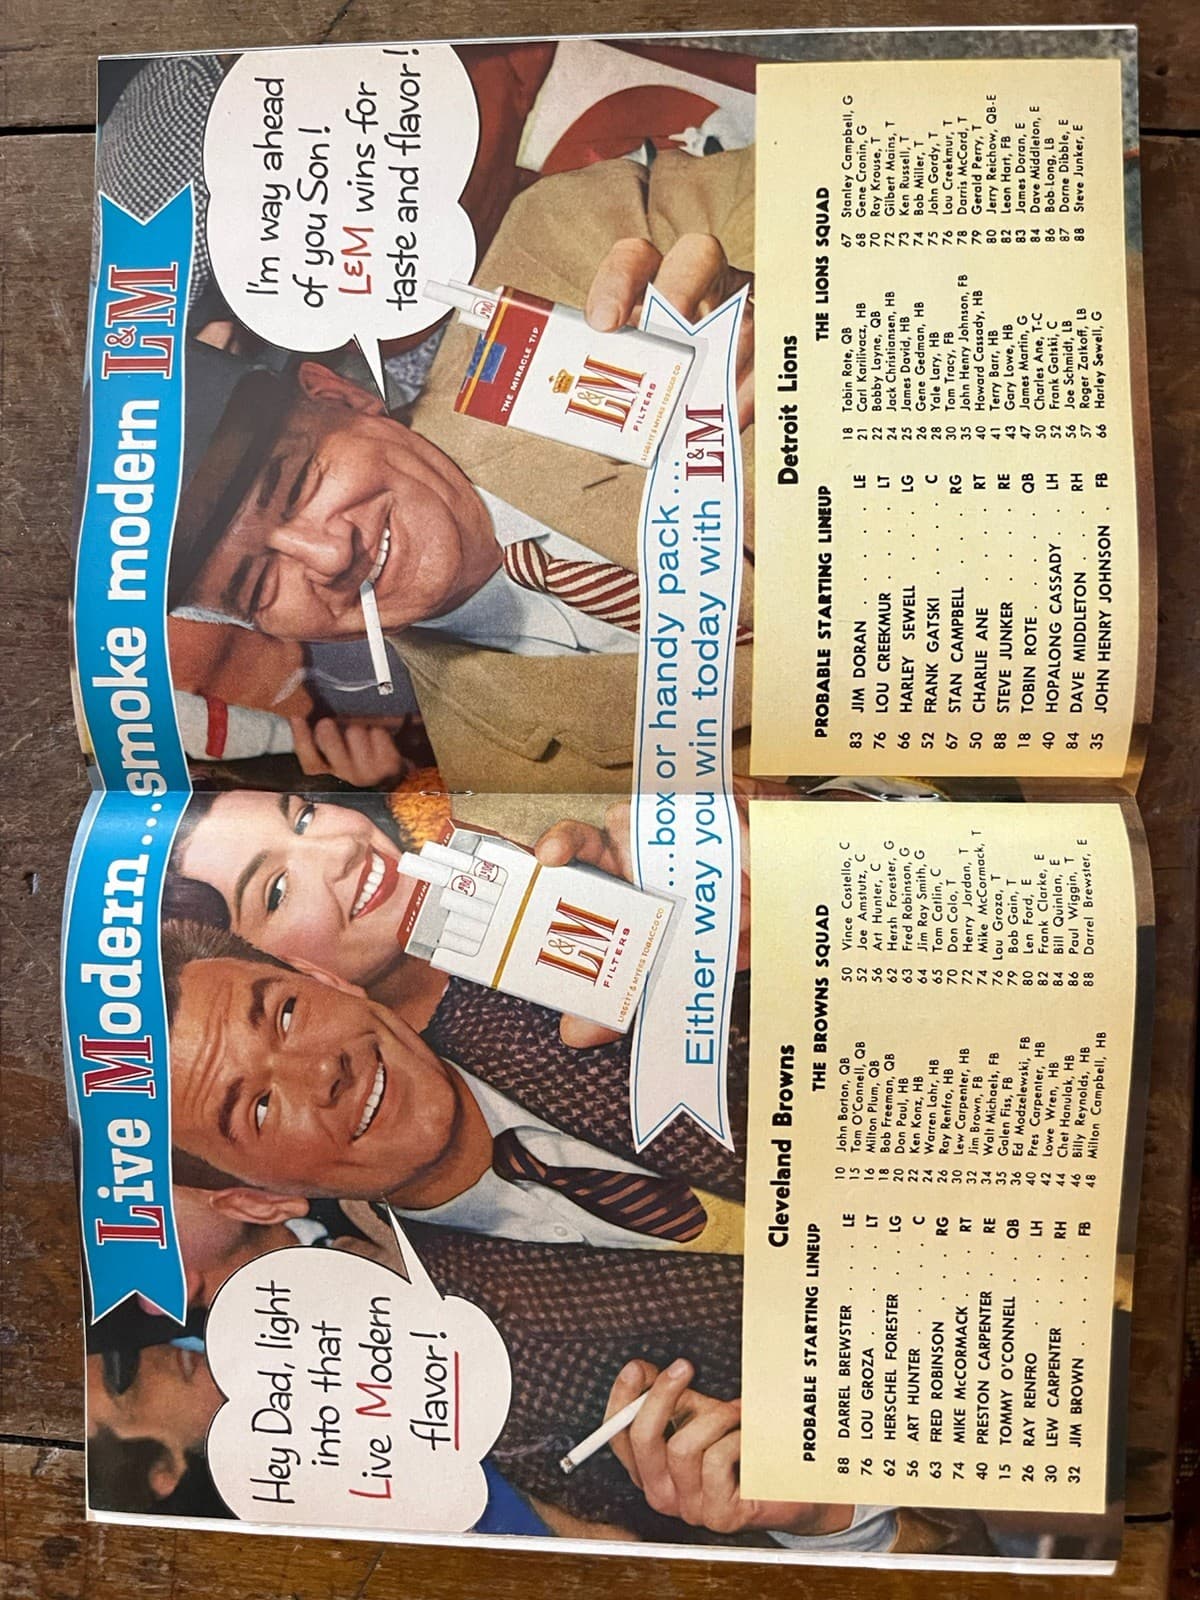 Live Modern...smoke modern L&M
Hey Dad, light
into that
Live Modern
flavor!
I'm way ahead
of you Son!
L&M wins for
taste and flavor!
L&M
FILTERS
LIGGETT & MYERS TOBACCO CO
THE MIRACLE TIP
L&M
FILTERS
LIGGETT & MYERS TOBACCO CO.
...box or handy pack...
Either way you win today with L&M
Cleveland Browns
PROBABLE STARTING LINEUP
88 DARREL BREWSTER . . . LE
76 LOU GROZA . . . . . LT
62 HERSCHEL FORESTER . . LG
56 ART HUNTER . . . . . C
63 FRED ROBINSON . . . . RG
74 MIKE McCORMACK . . . RT
40 PRESTON CARPENTER . . RE
15 TOMMY O'CONNELL . . QB
26 RAY RENFRO . . . . LH
30 LEW CARPENTER . . . . RH
32 JIM BROWN . . . . . FB
THE BROWNS SQUAD
10 John Borton, QB
15 Tom O'Connell, QB
16 Milton Plum, QB
18 Bob Freeman, QB
20 Don Paul, HB
22 Ken Konz, HB
24 Warren Lahr, HB
26 Ray Renfro, HB
30 Lew Carpenter, HB
32 Jim Brown, FB
34 Walt Michaels, FB
35 Galen Fiss, FB
36 Ed Modzelewski, FB
40 Pres Carpenter, HB
42 Lowe Wren, HB
44 Chet Hanulak, HB
46 Billy Reynolds, HB
48 Milton Campbell, HB
50 Vince Costello, C
52 Joe Amstutz, C
56 Art Hunter, C
62 Hersh Forester, G
63 Fred Robinson, G
64 Jim Ray Smith, G
65 Tom Catlin, C
70 Don Colo, T
72 Henry Jordan, T
74 Mike McCormack, T
76 Lou Groza, T
79 Bob Gain, T
80 Len Ford, E
82 Frank Clarke, E
84 Bill Quinlan, E
86 Paul Wiggin, T
88 Darrel Brewster, E
Detroit Lions
PROBABLE STARTING LINEUP
83 JIM DORAN . . . . . LE
76 LOU CREEKMUR . . . . LT
66 HARLEY SEWELL . . . LG
52 FRANK GATSKI . . . . C
67 STAN CAMPBELL . . . . RG
50 CHARLIE ANE . . . . . RT
88 STEVE JUNKER . . . . RE
18 TOBIN ROTE . . . . . QB
40 HOPALONG CASSADY . . LH
84 DAVE MIDDLETON . . . RH
35 JOHN HENRY JOHNSON . FB
THE LIONS SQUAD
18 Tobin Rote, QB
21 Carl Karilivacz, HB
22 Bobby Layne, QB
24 Jack Christiansen, HB
25 James David, HB
26 Gene Gedman, HB
28 Yale Lary, HB
30 Tom Tracy, FB
35 John Henry Johnson, FB
40 Howard Cassady, HB
41 Terry Barr, HB
43 Gary Lowe, HB
47 James Martin, G
50 Charles Ane, T-C
52 Frank Gatski, C
56 Joe Schmidt, LB
57 Roger Zatkoff, LB
66 Harley Sewell, G
67 Stanley Campbell, G
68 Gene Cronin, G
70 Ray Krouse, T
72 Gilbert Mains, T
73 Ken Russell, T
74 Bob Miller, T
75 John Gordy, T
76 Lou Creekmur, T
78 Darris McCord, T
79 Gerald Perry, T
80 Jerry Reichow, QB-E
82 Leon Hart, FB
83 James Doran, E
84 Dave Middleton, E
86 Bob Long, LB
87 Dorne Dibble, E
88 Steve Junker, E